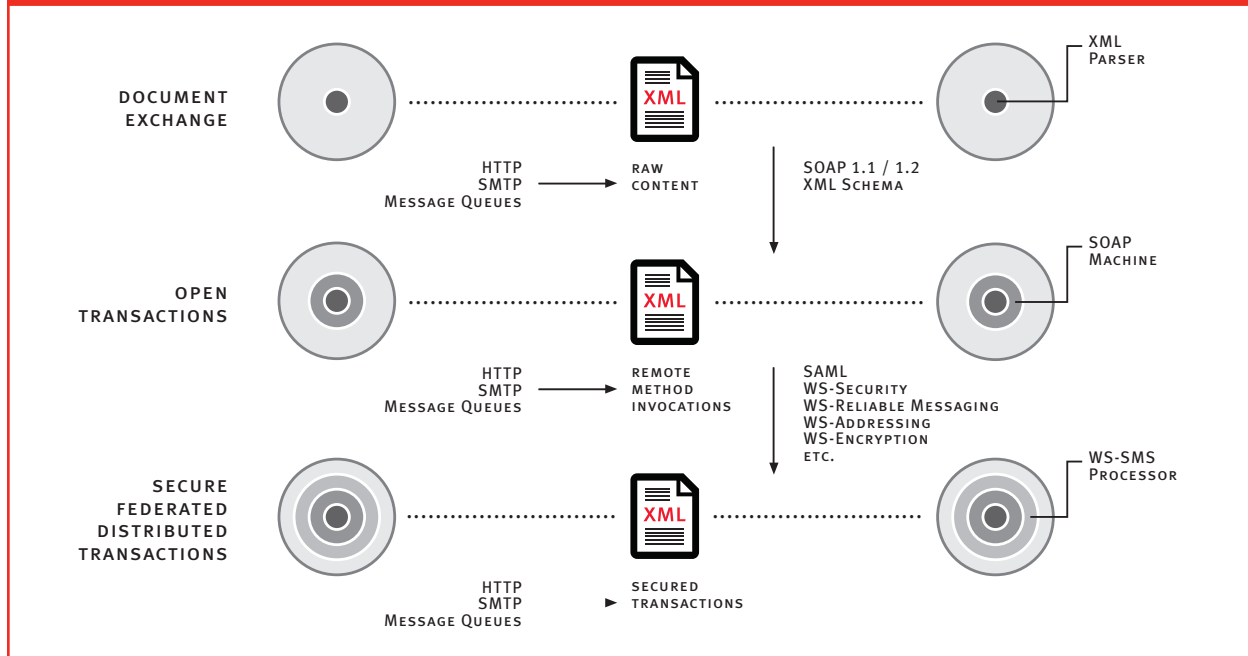 DOCUMENT
EXCHANGE
XML
XML
PARSER
HTTP
SMTP
MESSAGE QUEUES
RAW
CONTENT
SOAP 1.1 / 1.2
XML SCHEMA
OPEN
TRANSACTIONS
XML
SOAP
MACHINE
HTTP
SMTP
MESSAGE QUEUES
REMOTE
METHOD
INVOCATIONS
SAML
WS-SECURITY
WS-RELIABLE MESSAGING
WS-ADDRESSING
WS-ENCRYPTION
ETC.
SECURE
FEDERATED
DISTRIBUTED
TRANSACTIONS
XML
WS-SMS
PROCESSOR
HTTP
SMTP
MESSAGE QUEUES
SECURED
TRANSACTIONS